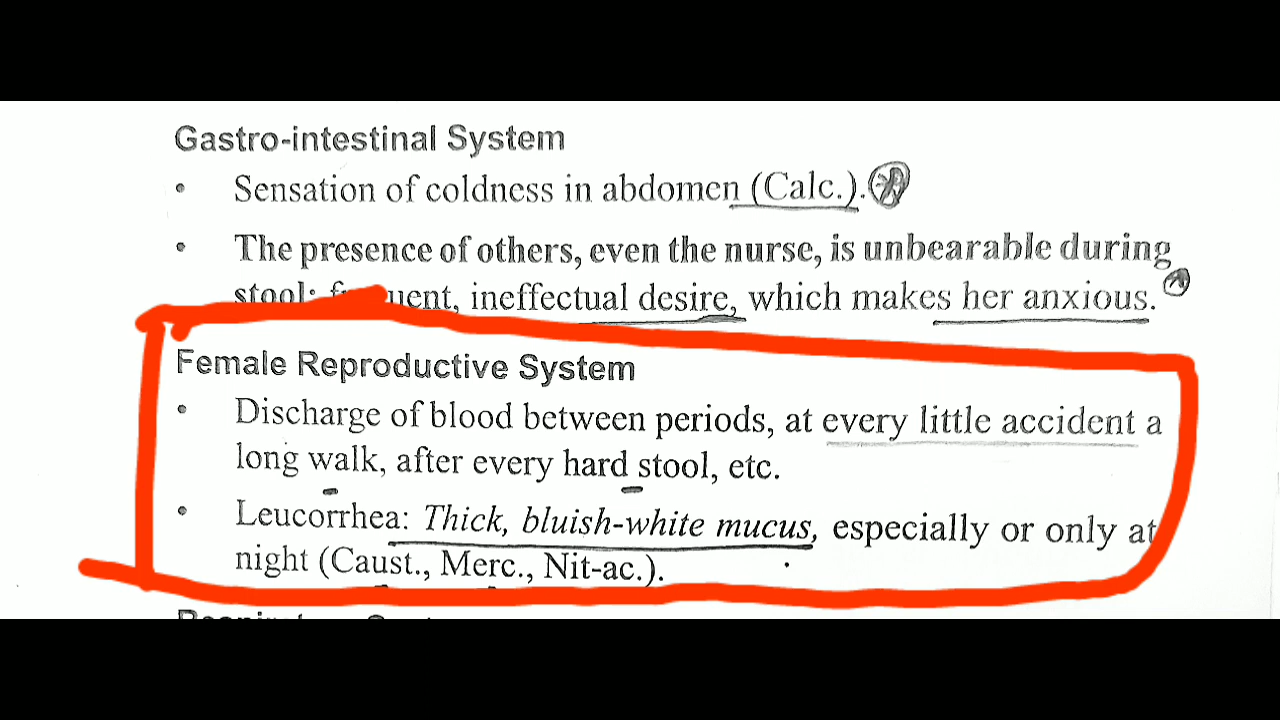 Gastro-intestinal System
• Sensation of coldness in abdomen (Calc.).
• The presence of others, even the nurse, is unbearable during
stool; ineffectual desire, which makes her anxious.
Female Reproductive System
• Discharge of blood between periods, at every little accident a
long walk, after every hard stool, etc.
• Leucorrhea: Thick, bluish-white mucus, especially or only at
night (Caust., Merc., Nit-ac.).